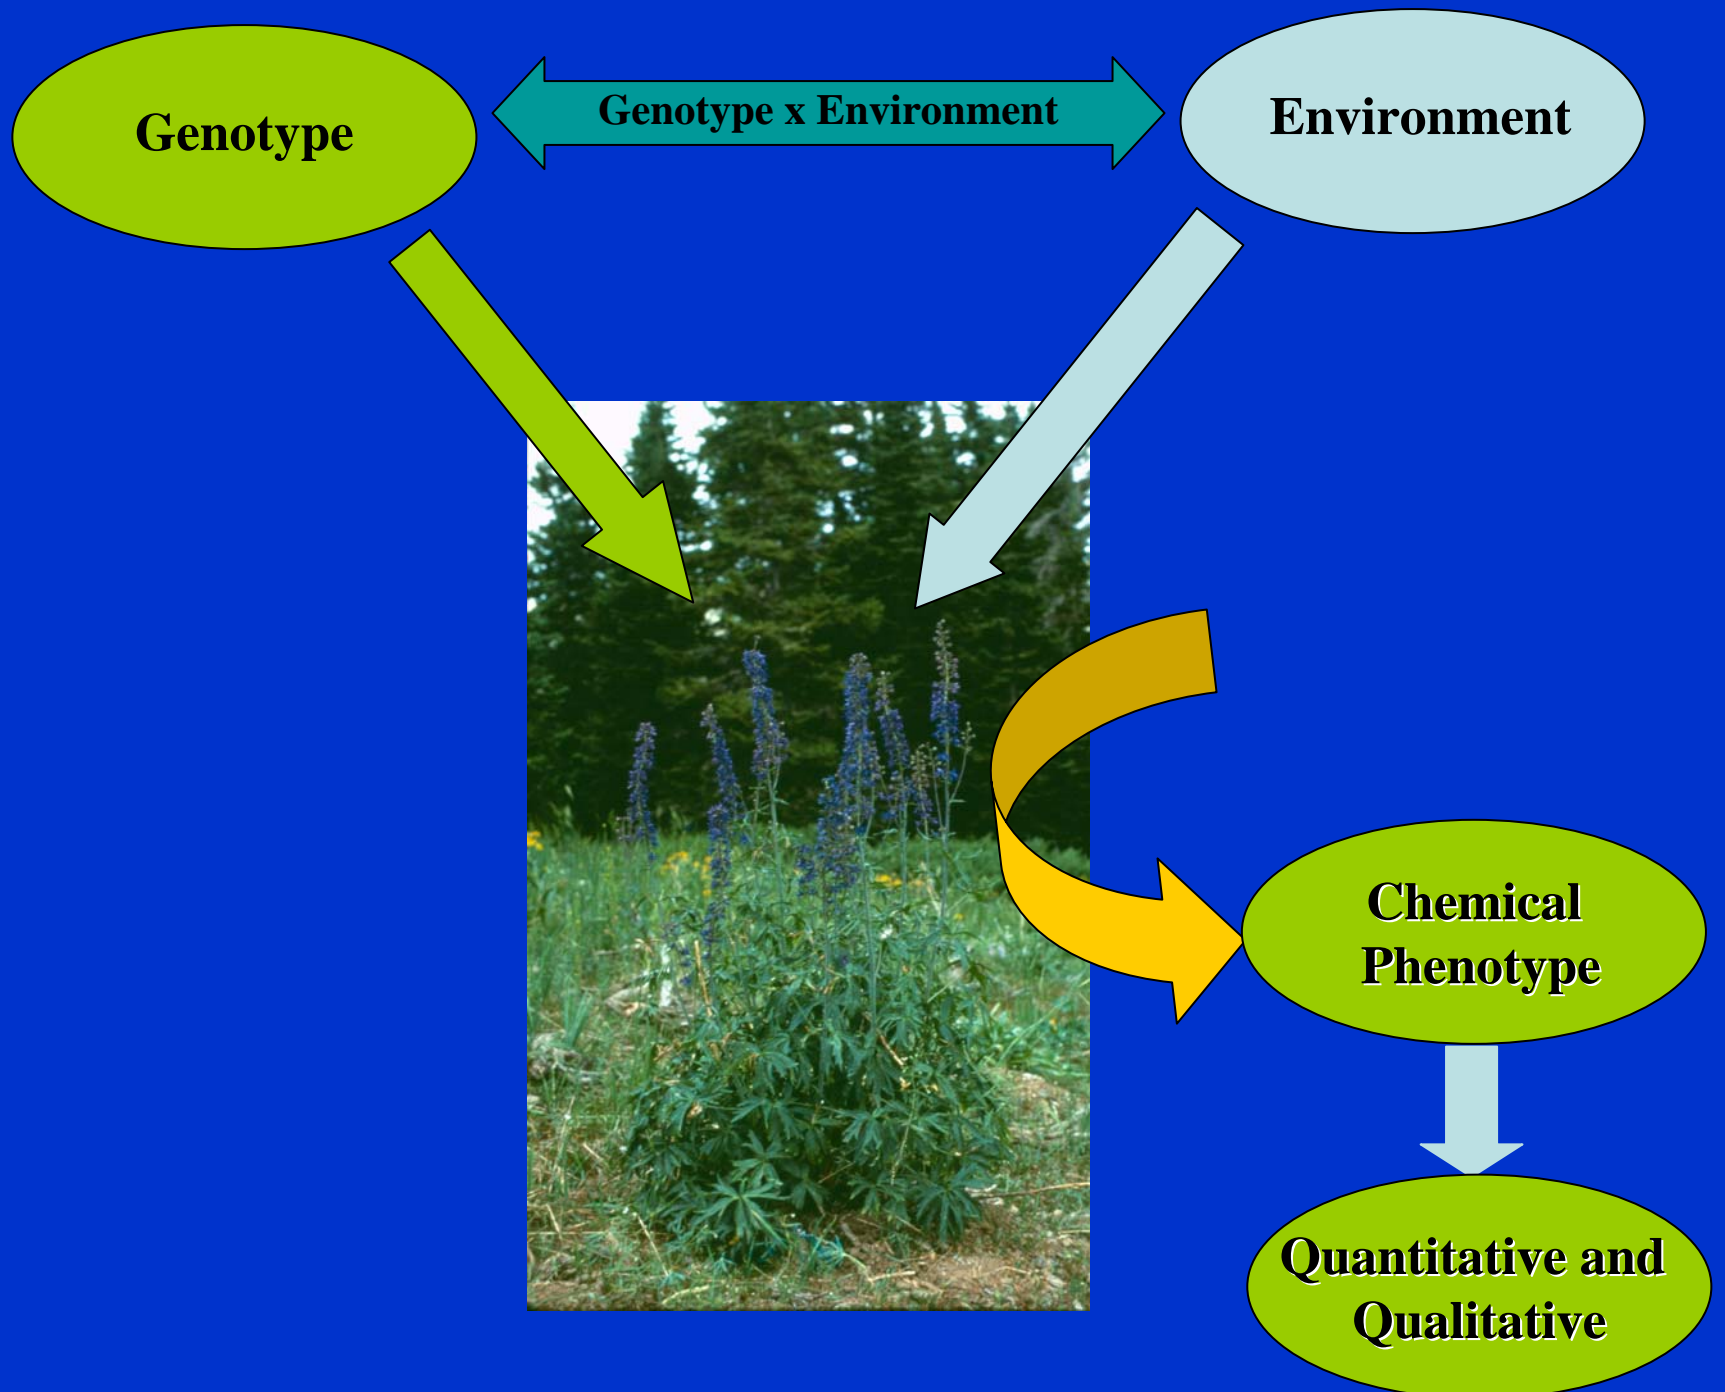 Genotype
Genotype x Environment
Environment
Chemical
Phenotype
Quantitative and
Qualitative